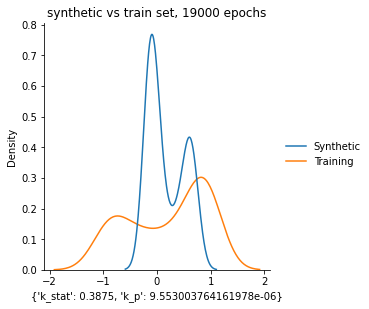 synthetic vs train set, 19000 epochs
0.8
0.7
0.6
0.5
0.4
0.3
0.2
0.1
0.0
Density
Synthetic
Training
−2 −1 0 1 2
{'k_stat': 0.3875, 'k_p': 9.553003764161978e-06}